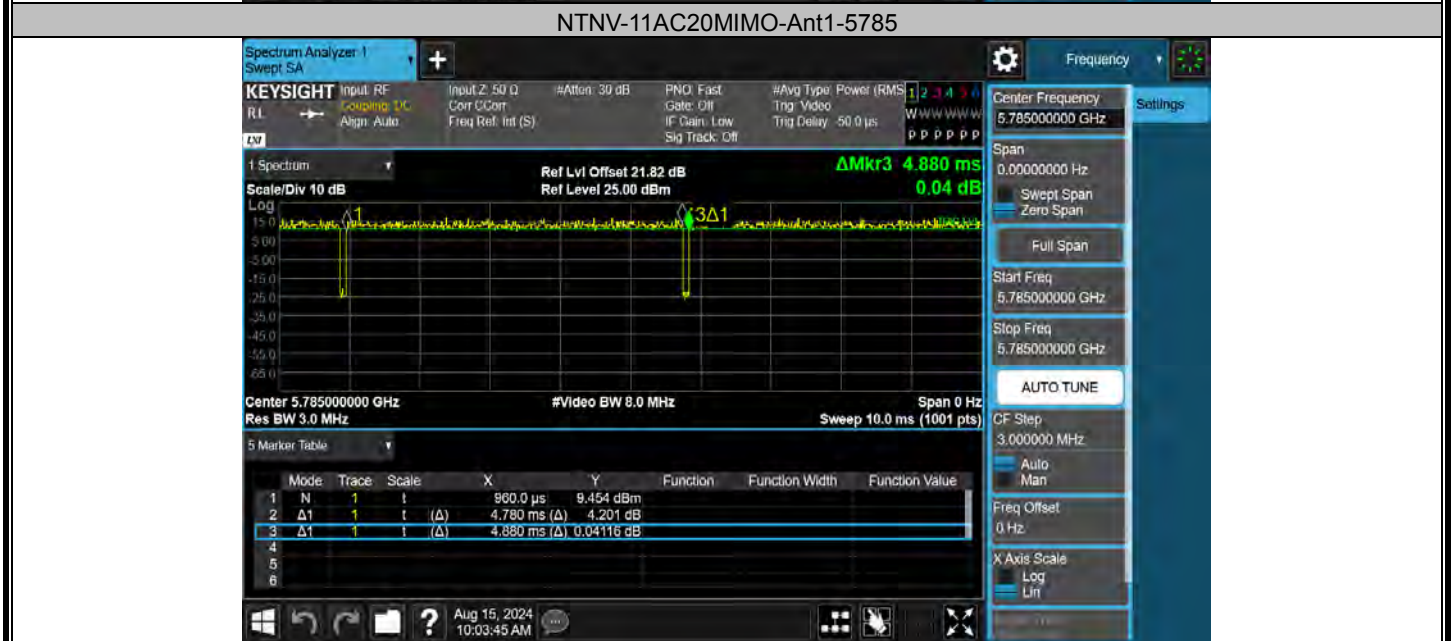 NTNV-11AC20MIMO-Ant1-5785
Spectrum Analyzer 1
Swept SA
+
Frequency
KEYSIGHT
Input: RF
Input Z: 50 Ω
#Atten: 30 dB
PNO: Fast
#Avg Type: Power (RMS
1 2 3 4 5 6
RL
Coupling: DC
Corr CCorr
Gate: Off
Trig: Video
W W W W W W
Align: Auto
Freq Ref: Int (S)
IF Gain: Low
Trig Delay: -50.0 µs
Sig Track: Off
P P P P P P
LXI
1 Spectrum
Ref Lvl Offset 21.82 dB
ΔMkr3 4.880 ms
Scale/Div 10 dB
Ref Level 25.00 dBm
0.04 dB
Log
15.0
5.00
-5.00
-15.0
-25.0
-35.0
-45.0
-55.0
-65.0
1
3Δ1
Center 5.785000000 GHz
#Video BW 8.0 MHz
Span 0 Hz
Res BW 3.0 MHz
Sweep 10.0 ms (1001 pts)
5 Marker Table
Mode Trace Scale X Y Function Function Width Function Value
1 N 1 t 960.0 µs 9.454 dBm
2 Δ1 1 t (Δ) 4.780 ms (Δ) 4.201 dB
3 Δ1 1 t (Δ) 4.880 ms (Δ) 0.04116 dB
4
5
6
?
Aug 15, 2024
10:03:45 AM
Center Frequency
5.785000000 GHz
Settings
Span
0.00000000 Hz
Swept Span
Zero Span
Full Span
Start Freq
5.785000000 GHz
Stop Freq
5.785000000 GHz
AUTO TUNE
CF Step
3.000000 MHz
Auto
Man
Freq Offset
0 Hz
X Axis Scale
Log
Lin